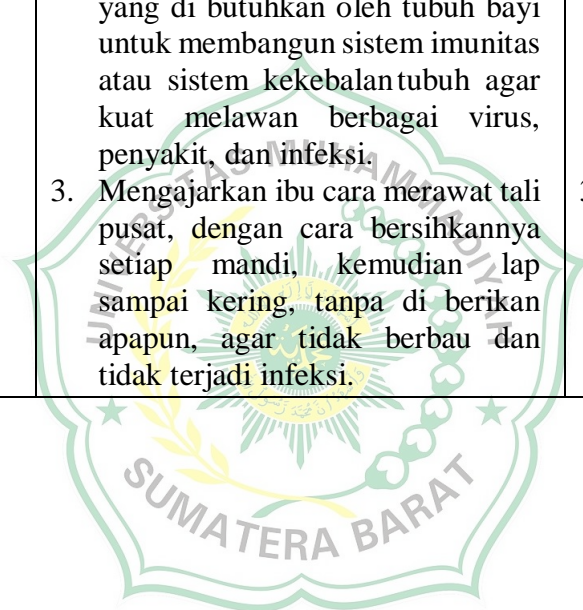 yang di butuhkan oleh tubuh bayi
untuk membangun sistem imunitas
atau sistem kekebalan tubuh agar
kuat melawan berbagai virus,
penyakit, dan infeksi.
3. Mengajarkan ibu cara merawat tali
pusat, dengan cara bersihkannya
setiap mandi, kemudian lap
sampai kering, tanpa di berikan
apapun, agar tidak berbau dan
tidak terjadi infeksi.
UNIVERSITAS MUHAMMADIYAH
SUMATERA BARAT